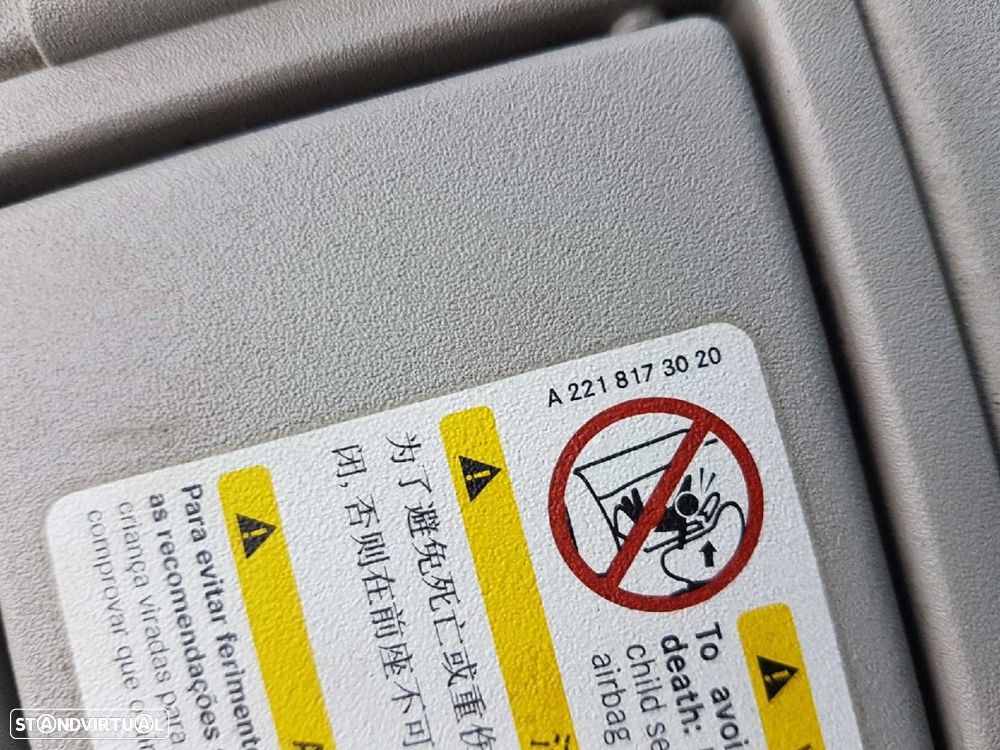 A 221 817 30 20
To avoi
death:
child se
airbag
为了避免死亡或重伤
闭,否则在前座不可
Para evitar ferimento
as recomendações
criança viradas para
comprovar que o
STANDVIRTUAL